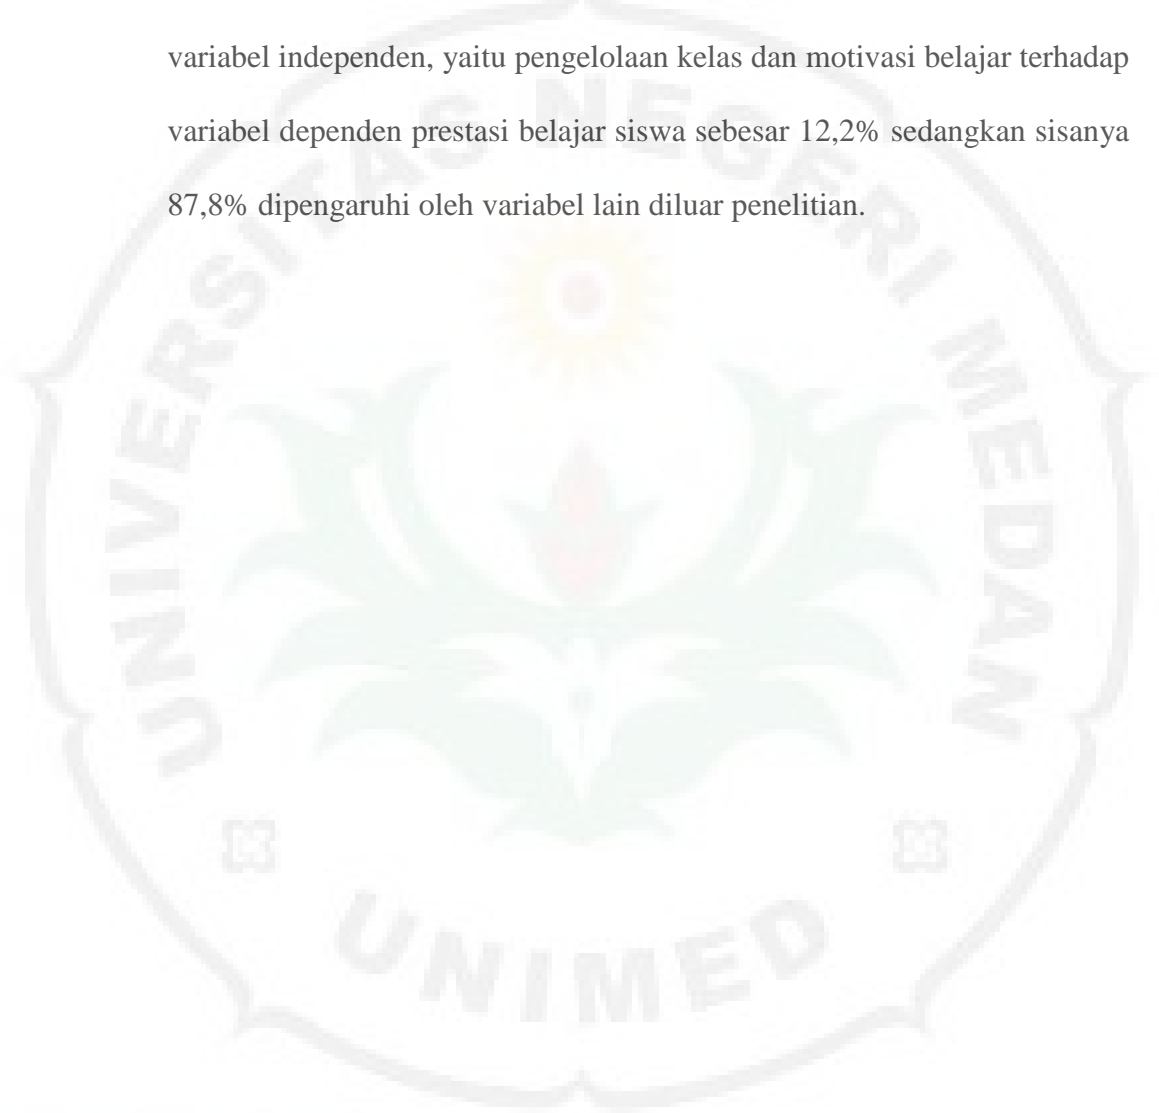 variabel independen, yaitu pengelolaan kelas dan motivasi belajar terhadap
variabel dependen prestasi belajar siswa sebesar 12,2% sedangkan sisanya
87,8% dipengaruhi oleh variabel lain diluar penelitian.
UNIVERSITAS NEGERI MEDAN
UNIMED